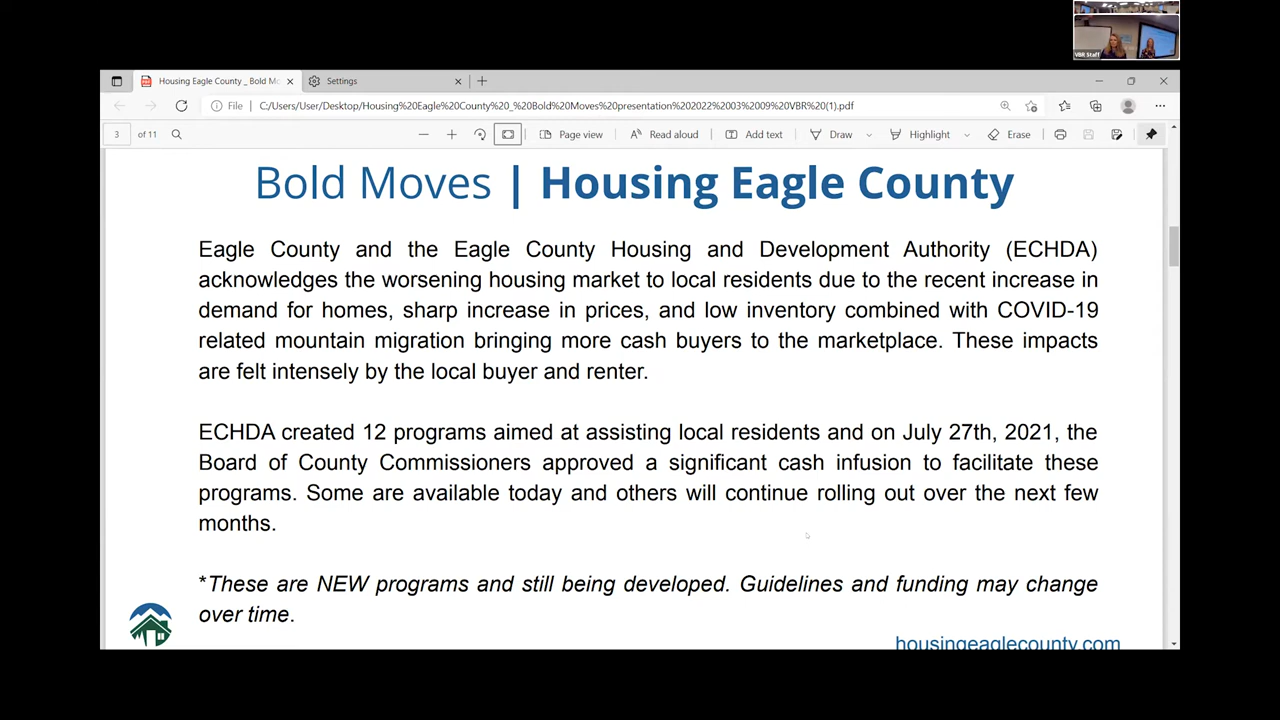 VBR Staff
Housing Eagle County _ Bold Mo
Settings
File
C:/Users/User/Desktop/Housing%20Eagle%20County%20_%20Bold%20Moves%20presentation%202022%2003%2009%20VBR%20(1).pdf
3 of 11
Page view
Read aloud
Add text
Draw
Highlight
Erase
Bold Moves | Housing Eagle County
Eagle County and the Eagle County Housing and Development Authority (ECHDA)
acknowledges the worsening housing market to local residents due to the recent increase in
demand for homes, sharp increase in prices, and low inventory combined with COVID-19
related mountain migration bringing more cash buyers to the marketplace. These impacts
are felt intensely by the local buyer and renter.
ECHDA created 12 programs aimed at assisting local residents and on July 27th, 2021, the
Board of County Commissioners approved a significant cash infusion to facilitate these
programs. Some are available today and others will continue rolling out over the next few
months.
*These are NEW programs and still being developed. Guidelines and funding may change
over time.
housingeaglecounty.com